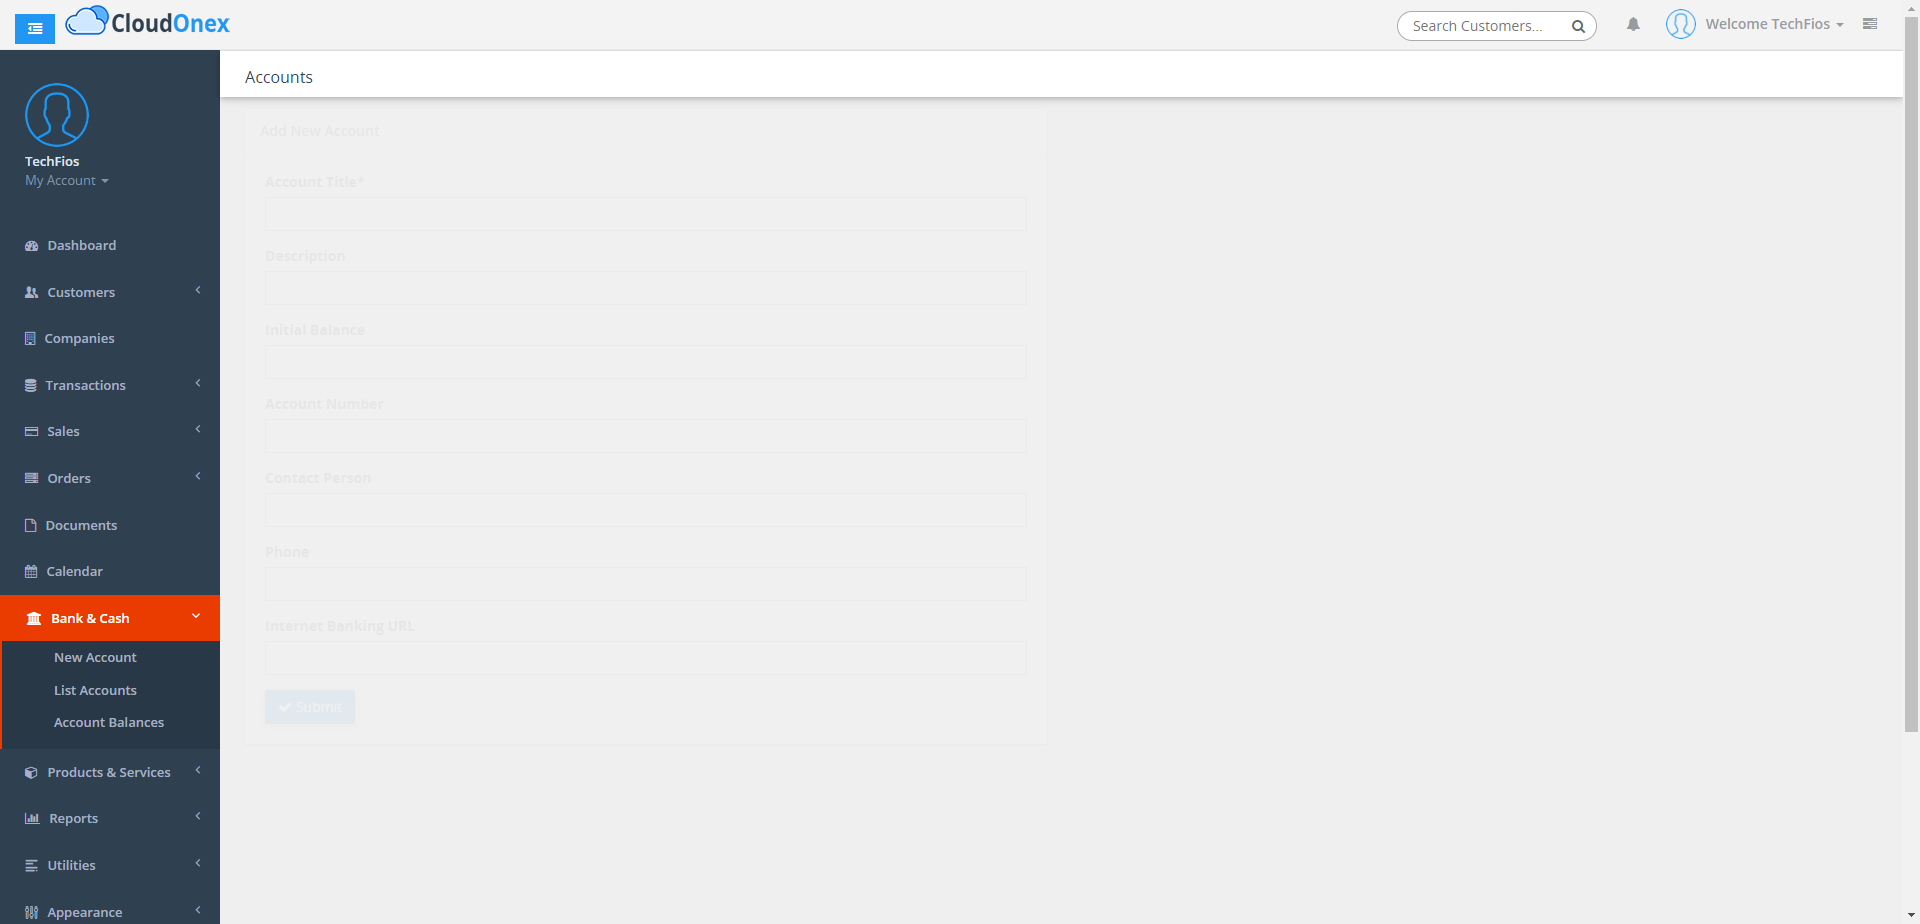 CloudOnex
Search Customers...
Welcome TechFios
TechFios
My Account
Dashboard
Customers
Companies
Transactions
Sales
Orders
Documents
Calendar
Bank & Cash
New Account
List Accounts
Account Balances
Products & Services
Reports
Utilities
Appearance
Accounts
Add New Account
Account Title*
Description
Initial Balance
Account Number
Contact Person
Phone
Internet Banking URL
Submit